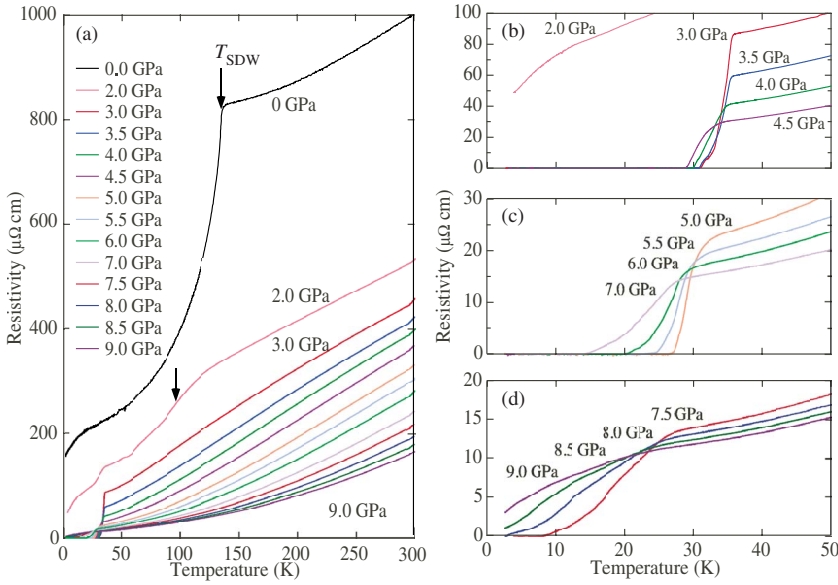 (a)
T_SDW
0.0 GPa
2.0 GPa
3.0 GPa
3.5 GPa
4.0 GPa
4.5 GPa
5.0 GPa
5.5 GPa
6.0 GPa
7.0 GPa
7.5 GPa
8.0 GPa
8.5 GPa
9.0 GPa
0 GPa
2.0 GPa
3.0 GPa
9.0 GPa
1000
800
600
400
200
0
Resistivity (μΩ cm)
0 50 100 150 200 250 300
Temperature (K)
(b)
2.0 GPa
3.0 GPa
3.5 GPa
4.0 GPa
4.5 GPa
100
80
60
40
20
0
(c)
5.0 GPa
5.5 GPa
6.0 GPa
7.0 GPa
30
20
10
0
Resistivity (μΩ cm)
(d)
7.5 GPa
8.0 GPa
8.5 GPa
9.0 GPa
20
15
10
5
0
0 10 20 30 40 50
Temperature (K)